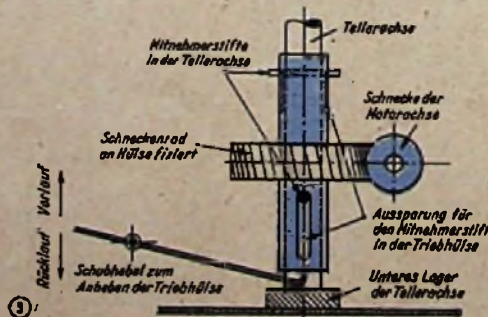 Tellerachse
Mitnehmerstifte
in der Tellerachse
Schnecke der
Motorachse
Schneckenrad
an Hülse fixiert
Rücklauf Vorlauf
Aussparung für
den Mitnehmerstift
in der Triebhülse
Schubhebel zum
Anheben der Triebhülse
Unteres Lager
der Tellerachse
9